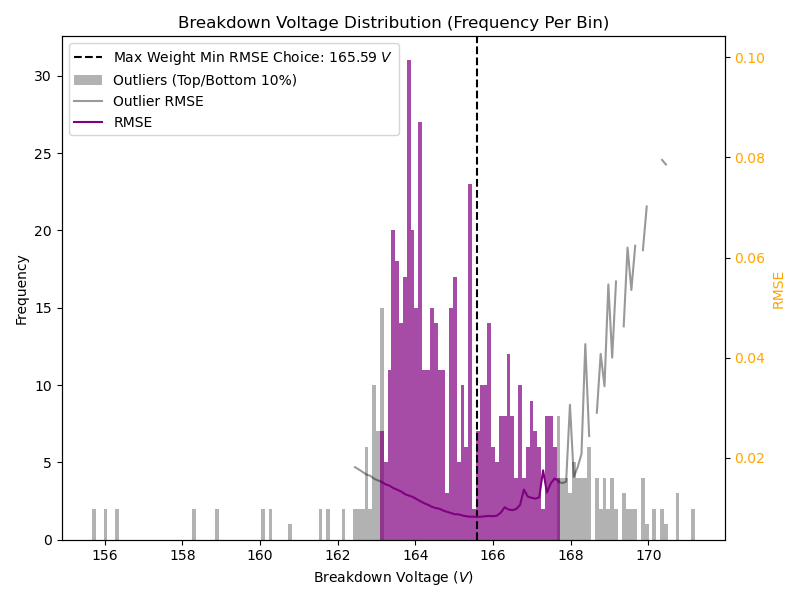 Breakdown Voltage Distribution (Frequency Per Bin)
Max Weight Min RMSE Choice: 165.59 V
Outliers (Top/Bottom 10%)
Outlier RMSE
RMSE
Frequency
30
25
20
15
10
5
0
0.10
0.08
0.06
0.04
0.02
RMSE
156 158 160 162 164 166 168 170
Breakdown Voltage (V)